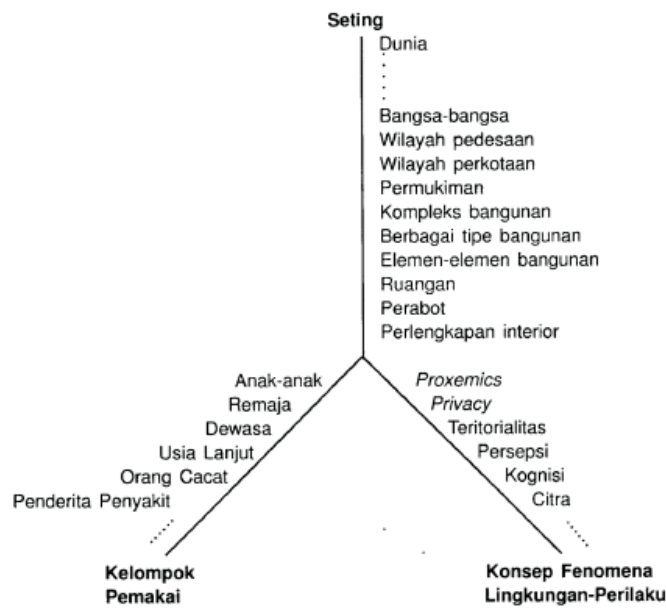 Seting
Dunia
Bangsa-bangsa
Wilayah pedesaan
Wilayah perkotaan
Permukiman
Kompleks bangunan
Berbagai tipe bangunan
Elemen-elemen bangunan
Ruangan
Perabot
Perlengkapan interior
Anak-anak
Remaja
Dewasa
Usia Lanjut
Orang Cacat
Penderita Penyakit
Kelompok
Pemakai
Proxemics
Privacy
Teritorialitas
Persepsi
Kognisi
Citra
Konsep Fenomena
Lingkungan-Perilaku